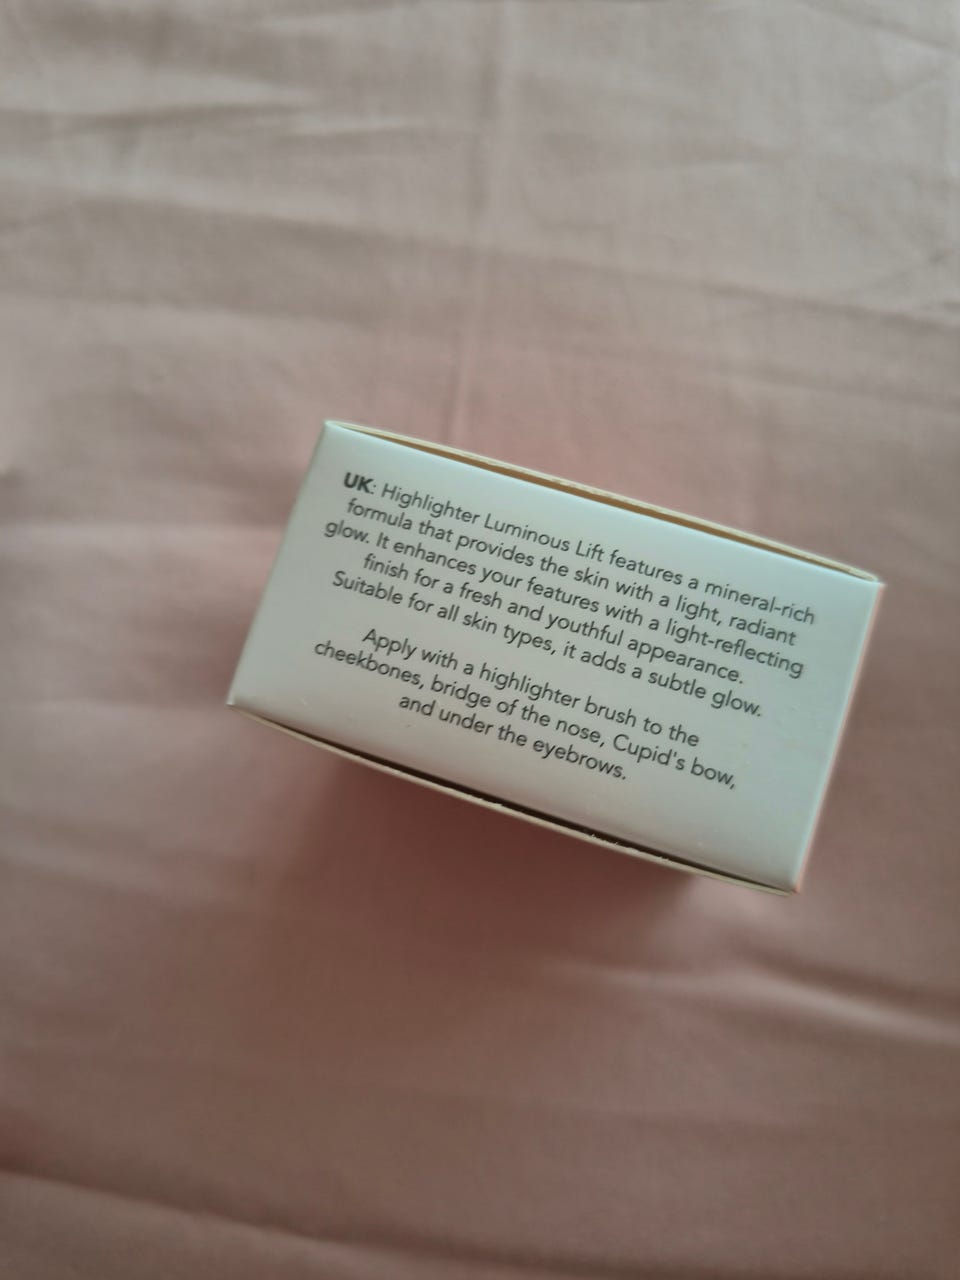 UK: Highlighter Luminous Lift features a mineral-rich
formula that provides the skin with a light, radiant
glow. It enhances your features with a light-reflecting
finish for a fresh and youthful appearance.
Suitable for all skin types, it adds a subtle glow.
Apply with a highlighter brush to the
cheekbones, bridge of the nose, Cupid's bow,
and under the eyebrows.